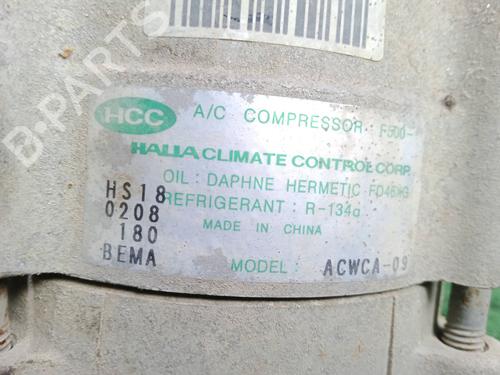 HCC A/C COMPRESSOR F500-
HALLA CLIMATE CONTROL CORP.
OIL: DAPHNE HERMETIC FD46XG
REFRIGERANT: R-134a
MADE IN CHINA
HS18
0208
180
BEMA
MODEL: ACWCA-09
B-PARTS